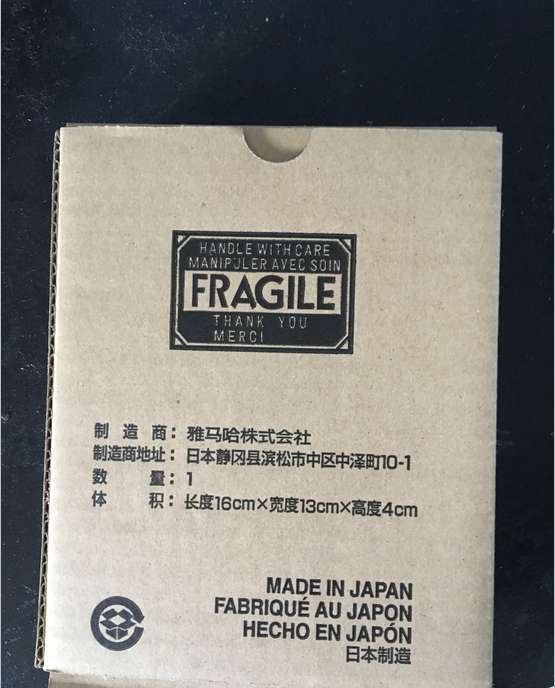 HANDLE WITH CARE
MANIPULER AVEC SOIN
FRAGILE
THANK YOU
MERCI
制造商：雅马哈株式会社
制造商地址：日本静冈县滨松市中区中泽町10-1
数量：1
体积：长度16cm×宽度13cm×高度4cm
MADE IN JAPAN
FABRIQUÉ AU JAPON
HECHO EN JAPÓN
日本制造